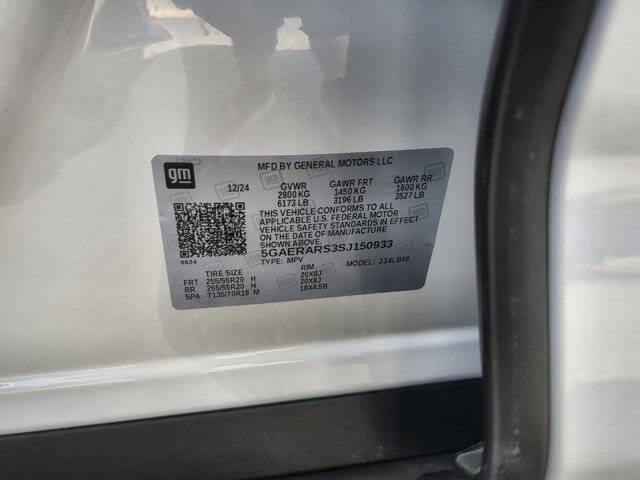 gm
MFD BY GENERAL MOTORS LLC
12/24 GVWR GAWR FRT GAWR RR
2800 KG 1450 KG 1600 KG
6173 LB 3196 LB 3527 LB
THIS VEHICLE CONFORMS TO ALL
APPLICABLE U.S. FEDERAL MOTOR
VEHICLE SAFETY STANDARDS IN
EFFECT ON THE DATE OF
MANUFACTURE
5GAERARS3SJ150933
TYPE: MPV MODEL: 334LB56
0624
TIRE SIZE RIM
FRT 255/55R20 H 20X8J
RR 255/55R20 H 20X8J
SPA T135/70R18 M 18X4.5B